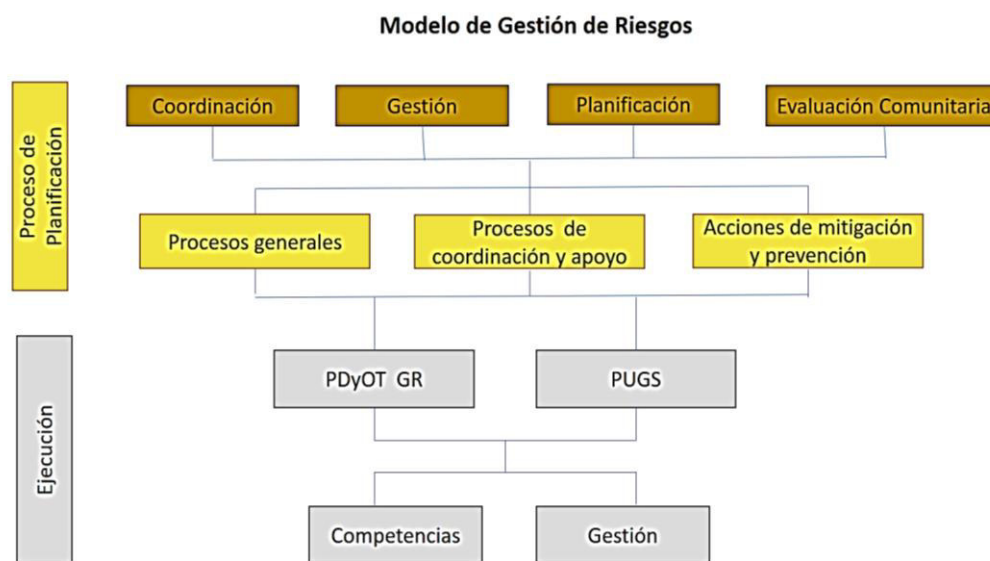 Modelo de Gestión de Riesgos
Proceso de
Planificación
Coordinación
Gestión
Planificación
Evaluación Comunitaria
Procesos generales
Procesos de
coordinación y apoyo
Acciones de mitigación
y prevención
Ejecución
PDyOT GR
PUGS
Competencias
Gestión